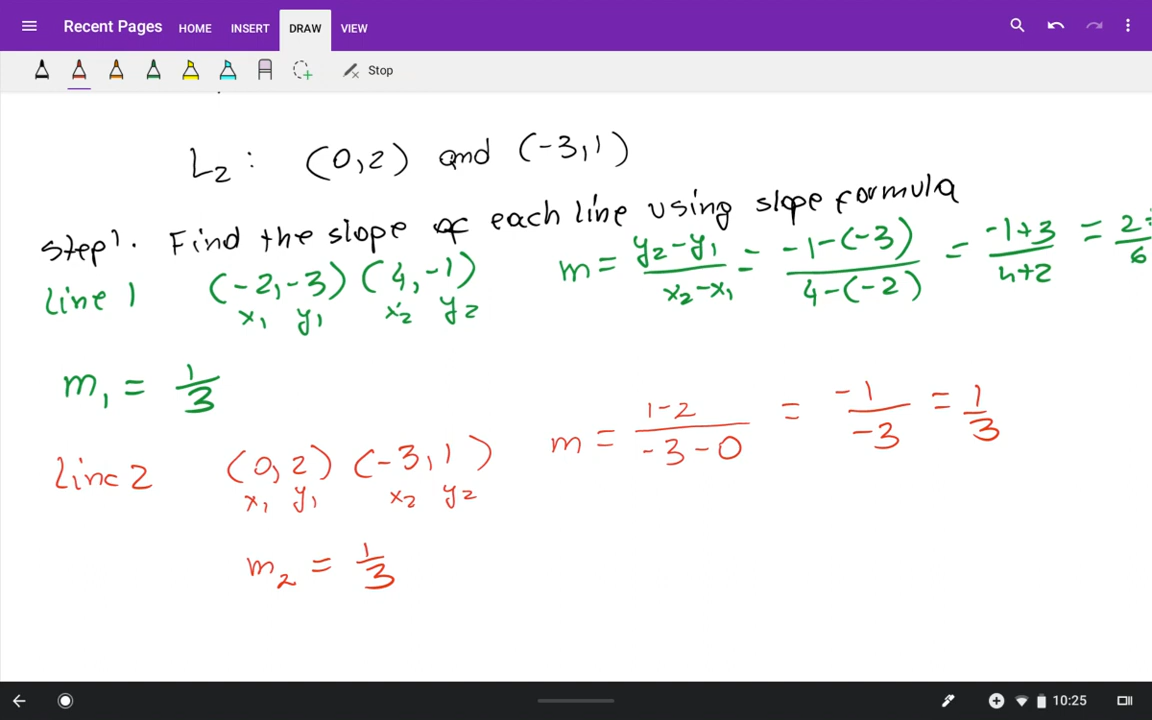 Recent Pages HOME INSERT DRAW VIEW
Stop
L2 : (0,2) and (-3,1)
Step1. Find the slope of each line using slope formula
Line 1 (-2,-3) (4,-1) m = y2-y1/x2-x1 = -1-(-3)/4-(-2) = -1+3/4+2 = 2/6
x1 y1 x2 y2
m1 = 1/3
Line 2 (0,2) (-3,1) m = 1-2/-3-0 = -1/-3 = 1/3
x1 y1 x2 y2
m2 = 1/3
10:25